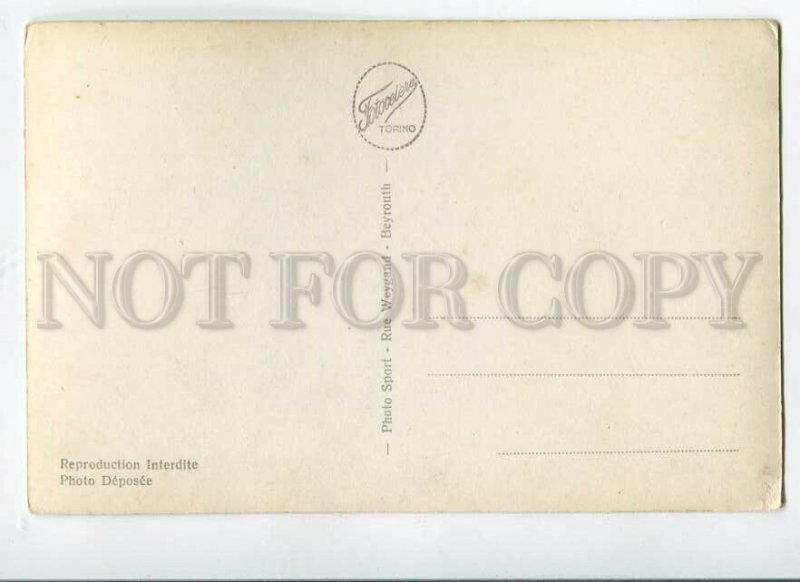 Fotocelere
TORINO
— Photo Sport - Rue Weygand - Beyrouth —
NOT FOR COPY
Reproduction Interdite
Photo Déposée